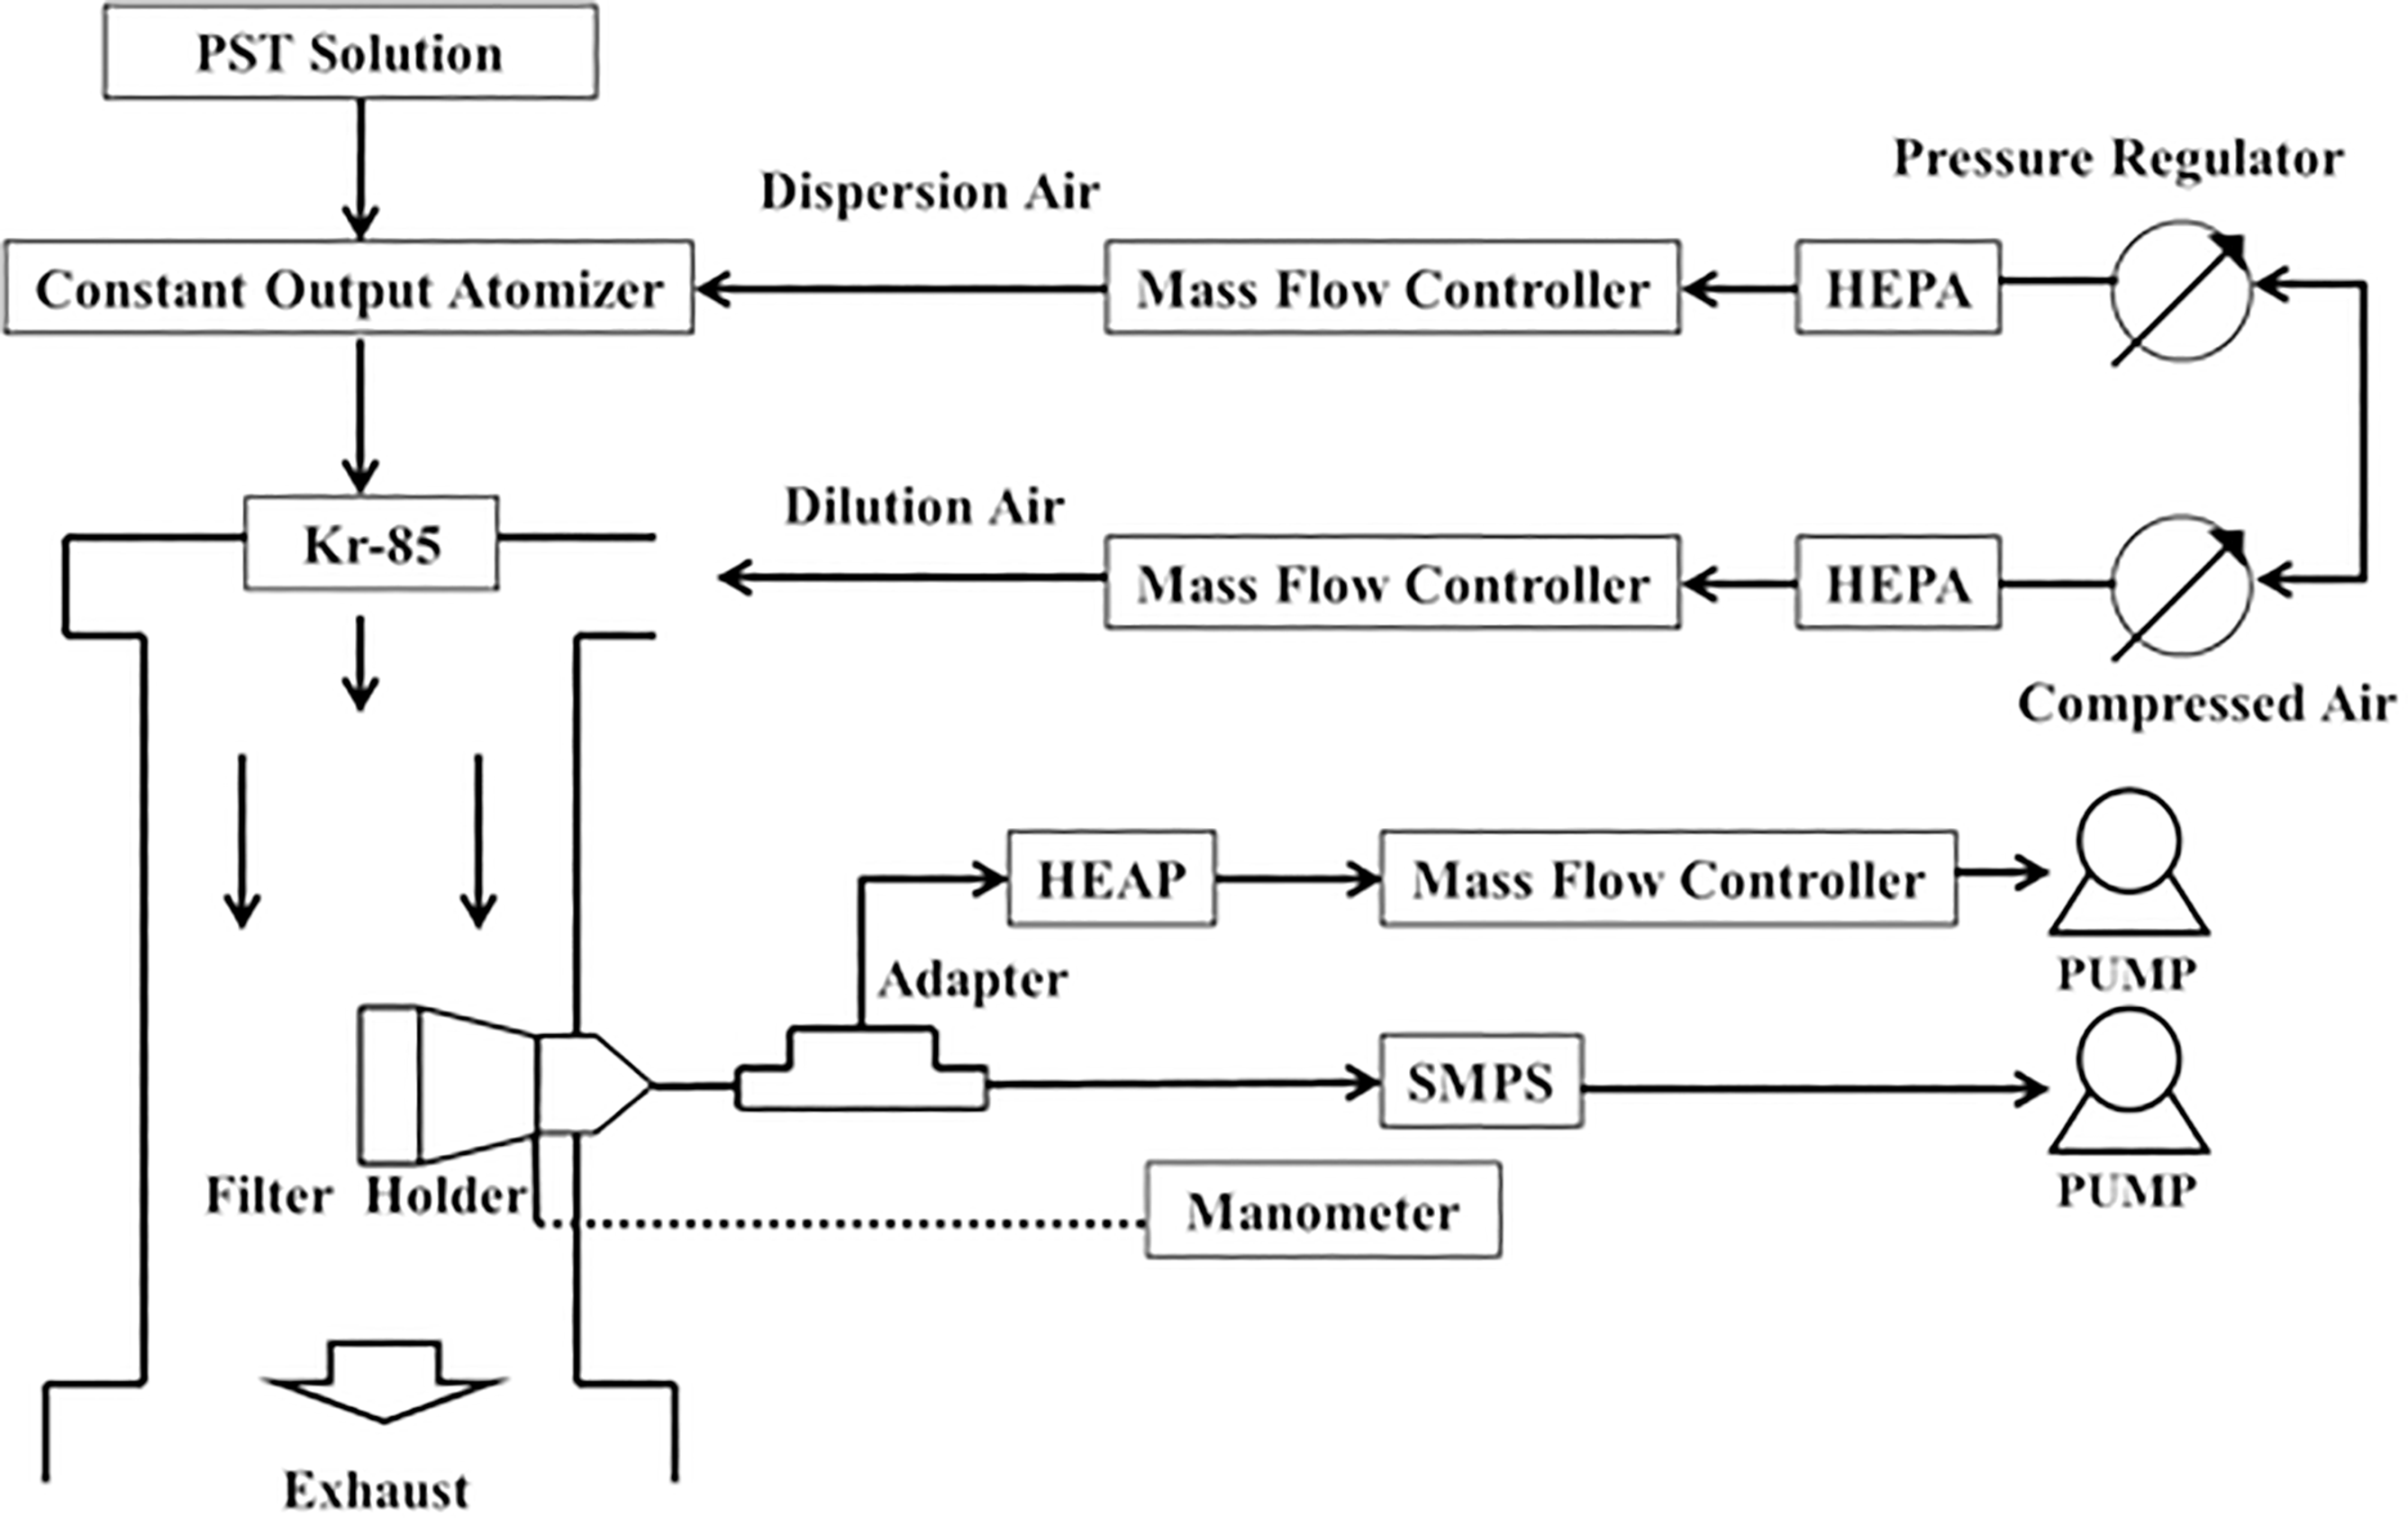 PST Solution
Pressure Regulator
Dispersion Air
Constant Output Atomizer
Mass Flow Controller
HEPA
Dilution Air
Kr-85
Mass Flow Controller
HEPA
Compressed Air
HEAP
Mass Flow Controller
PUMP
Adapter
SMPS
PUMP
Filter Holder
Manometer
Exhaust